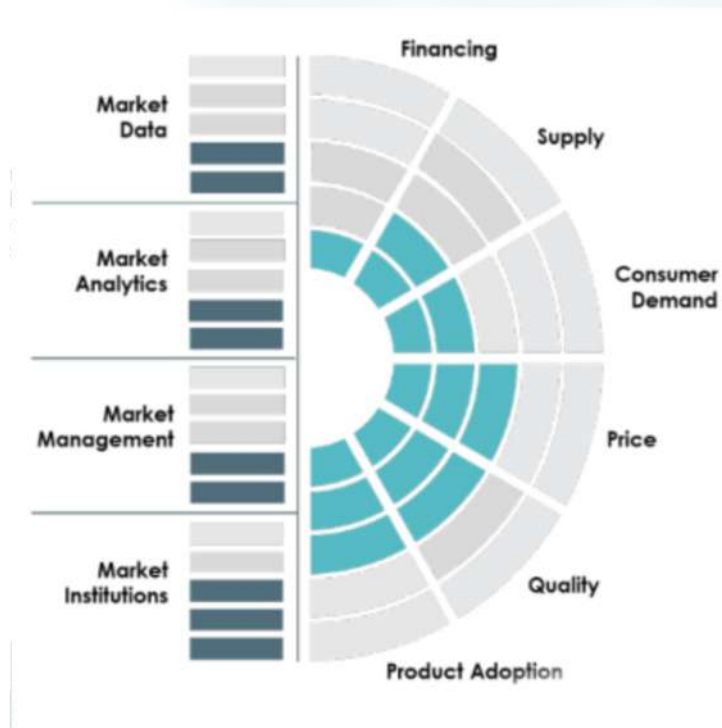 Financing
Supply
Consumer
Demand
Price
Quality
Product Adoption
Market
Data
Market
Analytics
Market
Management
Market
Institutions